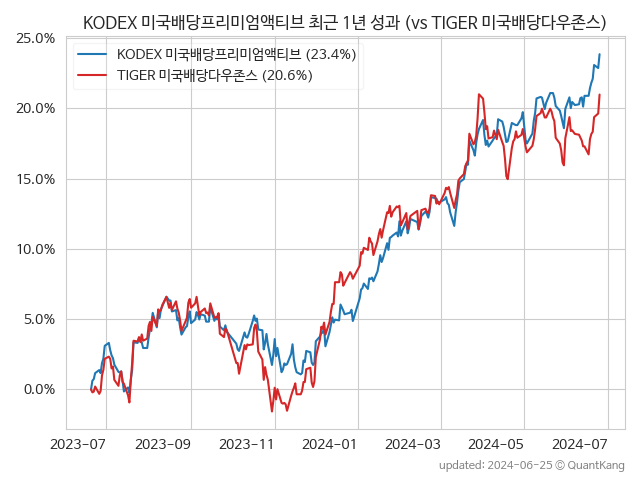 KODEX 미국배당프리미엄액티브 최근 1년 성과 (vs TIGER 미국배당다우존스)
25.0%
KODEX 미국배당프리미엄액티브 (23.4%)
TIGER 미국배당다우존스 (20.6%)
20.0%
15.0%
10.0%
5.0%
0.0%
2023-07 2023-09 2023-11 2024-01 2024-03 2024-05 2024-07
updated: 2024-06-25 ⓒ QuantKang